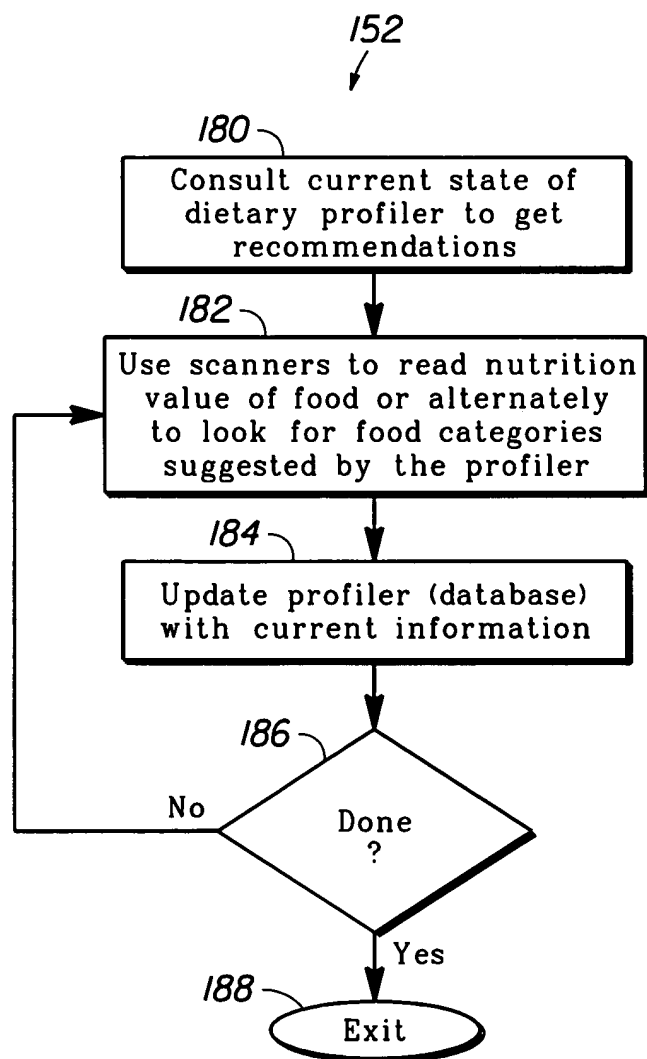 152
180
Consult current state of
dietary profiler to get
recommendations
182
Use scanners to read nutrition
value of food or alternately
to look for food categories
suggested by the profiler
184
Update profiler (database)
with current information
186
No
Done
?
Yes
188
Exit